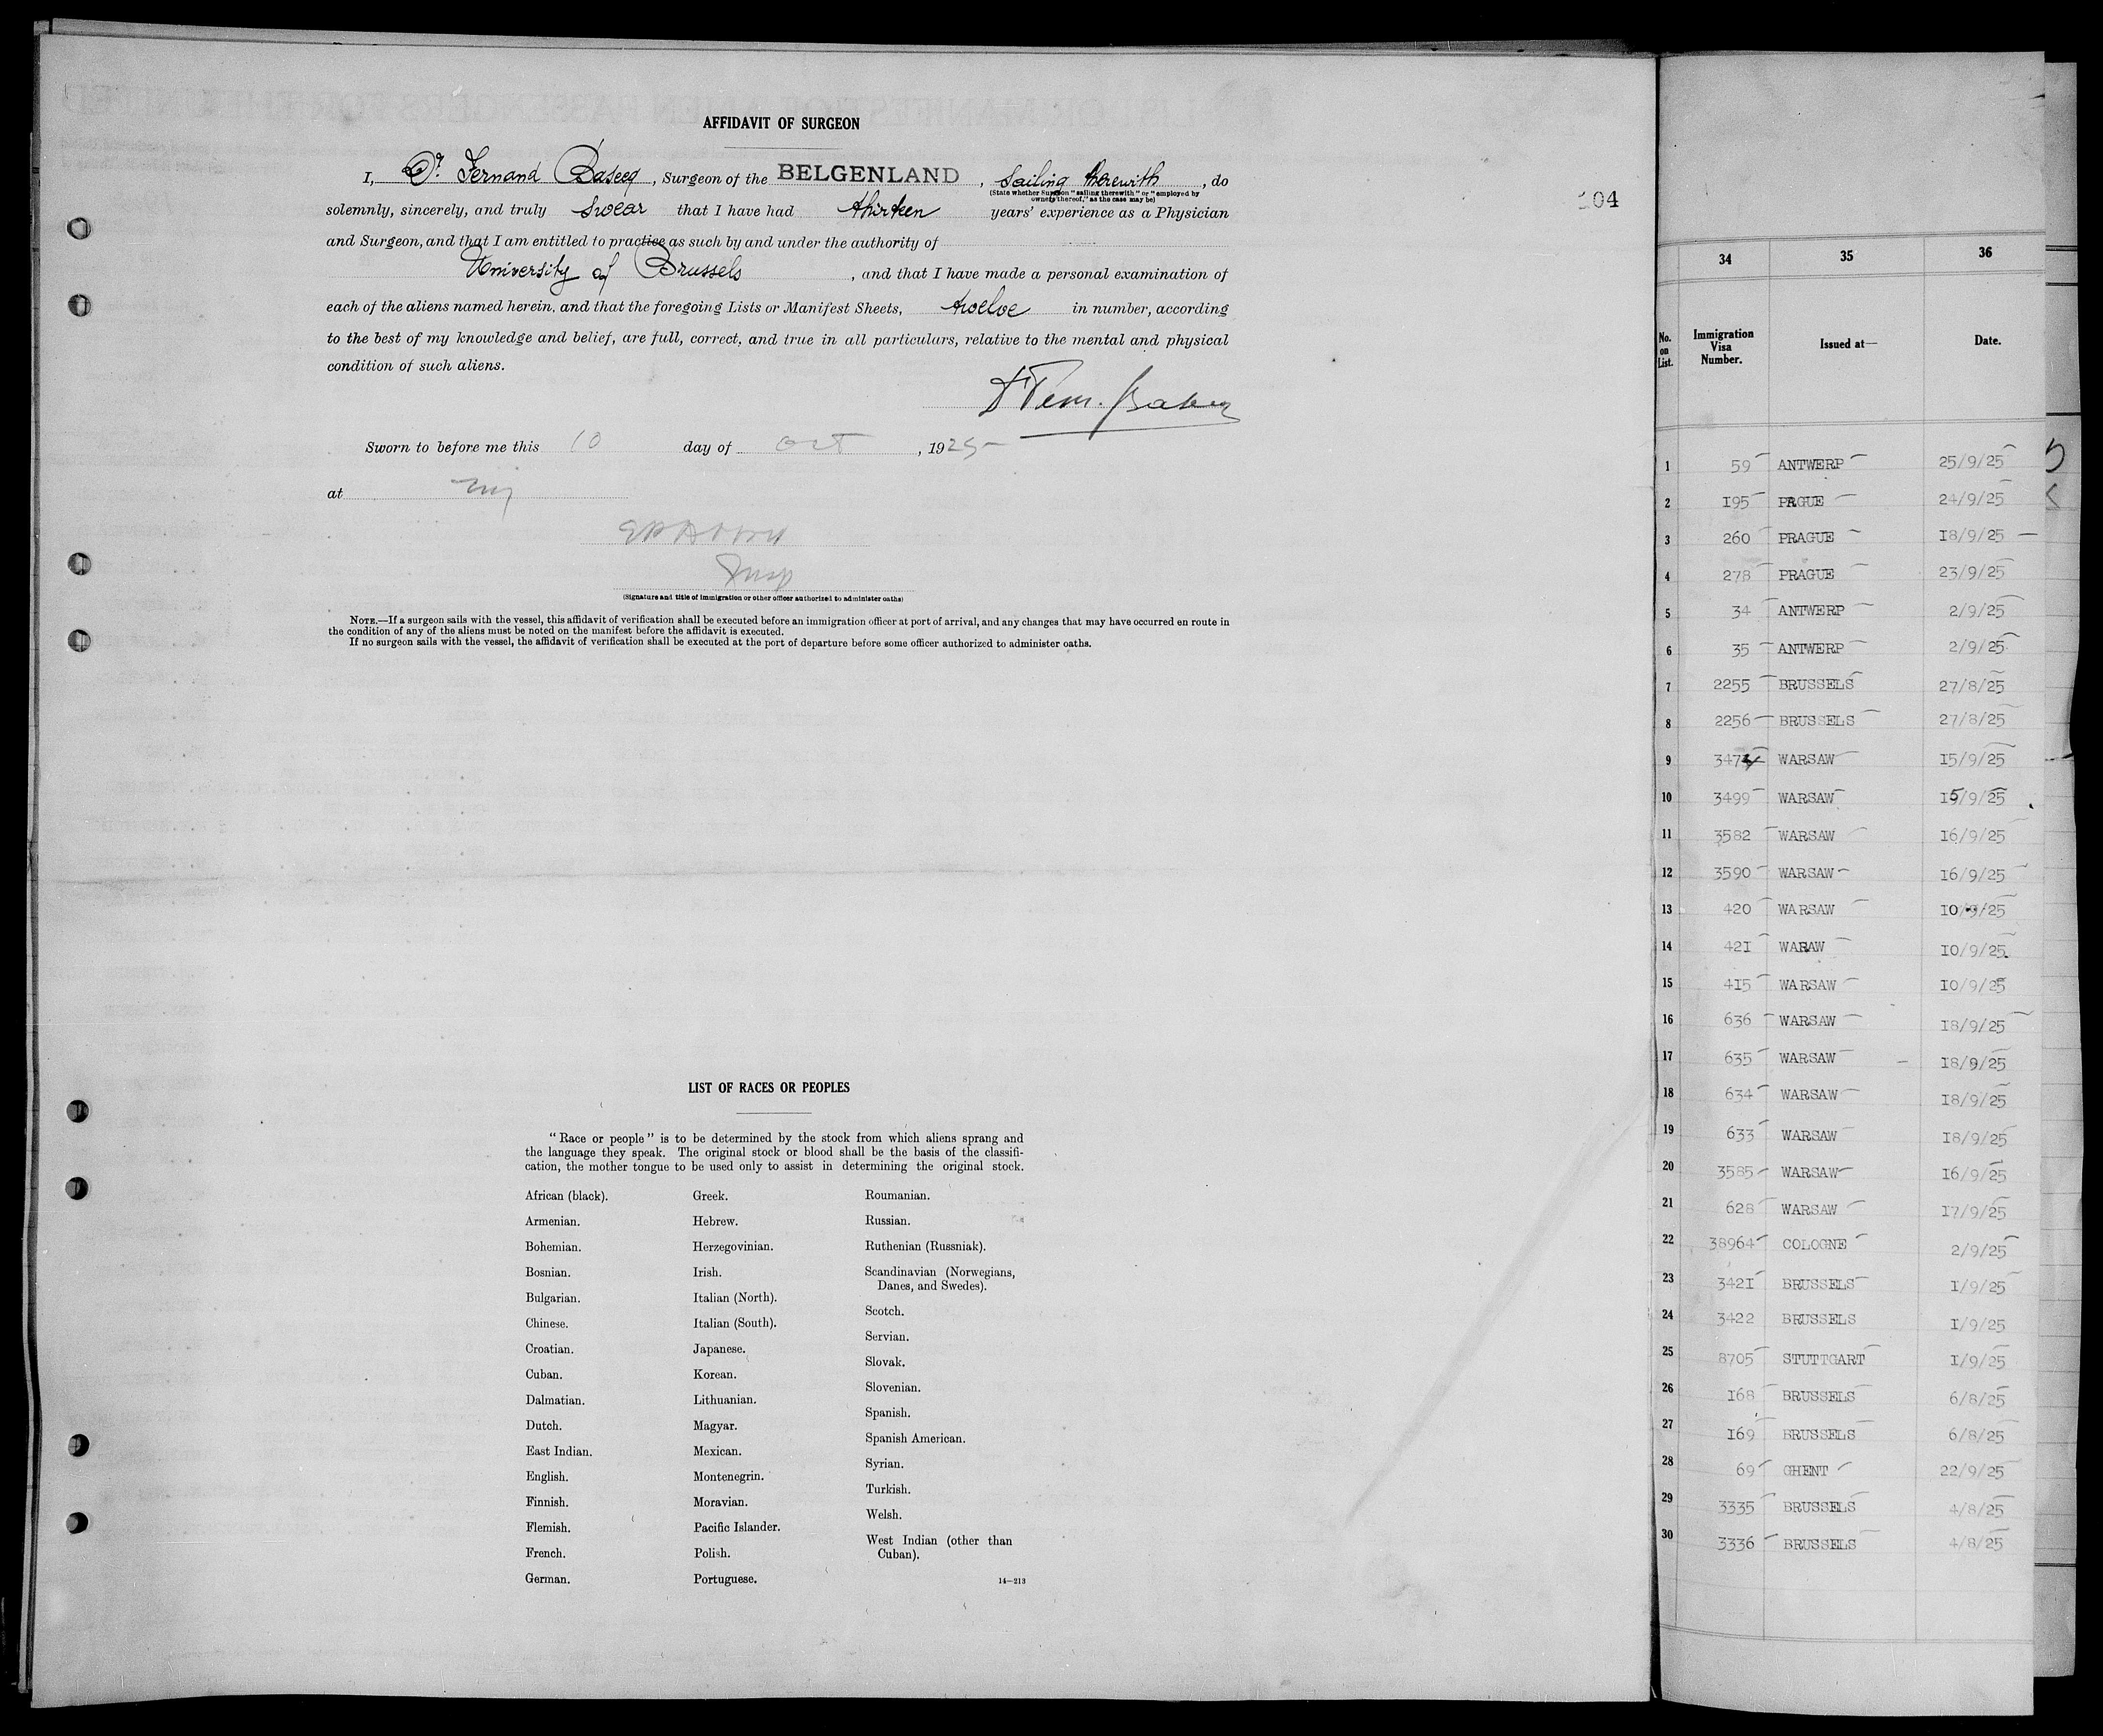 AFFIDAVIT OF SURGEON
I, Dr. Fernand Baseeq, Surgeon of the BELGENLAND, Sailing therewith, do
(State whether Surgeon "sailing therewith" or "employed by owners thereof," as the case may be)
solemnly, sincerely, and truly swear that I have had thirteen years' experience as a Physician
and Surgeon, and that I am entitled to practice as such by and under the authority of
University of Brussels, and that I have made a personal examination of
each of the aliens named herein, and that the foregoing Lists or Manifest Sheets, twelve in number, according
to the best of my knowledge and belief, are full, correct, and true in all particulars, relative to the mental and physical
condition of such aliens.
Sworn to before me this 10 day of Oct, 1925
at NY
Insp
(Signature and title of immigration or other officer authorized to administer oaths)
NOTE.—If a surgeon sails with the vessel, this affidavit of verification shall be executed before an immigration officer at port of arrival, and any changes that may have occurred en route in
the condition of any of the aliens must be noted on the manifest before the affidavit is executed.
If no surgeon sails with the vessel, the affidavit of verification shall be executed at the port of departure before some officer authorized to administer oaths.
104
LIST OF RACES OR PEOPLES
"Race or people" is to be determined by the stock from which aliens sprang and
the language they speak. The original stock or blood shall be the basis of the classifi-
cation, the mother tongue to be used only to assist in determining the original stock.
African (black).
Armenian.
Bohemian.
Bosnian.
Bulgarian.
Chinese.
Croatian.
Cuban.
Dalmatian.
Dutch.
East Indian.
English.
Finnish.
Flemish.
French.
German.
Greek.
Hebrew.
Herzegovinian.
Irish.
Italian (North).
Italian (South).
Japanese.
Korean.
Lithuanian.
Magyar.
Mexican.
Montenegrin.
Moravian.
Pacific Islander.
Polish.
Portuguese.
Roumanian.
Russian.
Ruthenian (Russniak).
Scandinavian (Norwegians,
Danes, and Swedes).
Scotch.
Servian.
Slovak.
Slovenian.
Spanish.
Spanish American.
Syrian.
Turkish.
Welsh.
West Indian (other than
Cuban).
14—213
34 35 36
No. on List. Immigration Visa Number. Issued at— Date.
1 59 ANTWERP 25/9/25
2 195 PRAGUE 24/9/25
3 260 PRAGUE 18/9/25
4 278 PRAGUE 23/9/25
5 34 ANTWERP 2/9/25
6 35 ANTWERP 2/9/25
7 2255 BRUSSELS 27/8/25
8 2256 BRUSSELS 27/8/25
9 3474 WARSAW 15/9/25
10 3499 WARSAW 15/9/25
11 3582 WARSAW 16/9/25
12 3590 WARSAW 16/9/25
13 420 WARSAW 10/9/25
14 421 WARAW 10/9/25
15 415 WARSAW 10/9/25
16 636 WARSAW 18/9/25
17 635 WARSAW 18/9/25
18 634 WARSAW 18/9/25
19 633 WARSAW 18/9/25
20 3585 WARSAW 16/9/25
21 628 WARSAW 17/9/25
22 38964 COLOGNE 2/9/25
23 3421 BRUSSELS 1/9/25
24 3422 BRUSSELS 1/9/25
25 8705 STUTTGART 1/9/25
26 168 BRUSSELS 6/8/25
27 169 BRUSSELS 6/8/25
28 69 GHENT 22/9/25
29 3335 BRUSSELS 4/8/25
30 3336 BRUSSELS 4/8/25